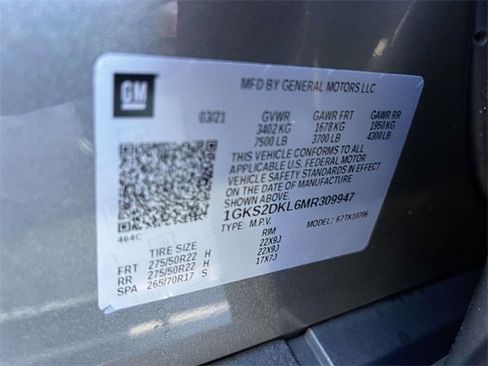 GM
MFD BY GENERAL MOTORS LLC
03/21 GVWR GAWR FRT GAWR RR
3402 KG 1678 KG 1950 KG
7500 LB 3700 LB 4300 LB
THIS VEHICLE CONFORMS TO ALL
APPLICABLE U.S. FEDERAL MOTOR
VEHICLE SAFETY STANDARDS IN EFFECT
ON THE DATE OF MANUFACTURE
1GKS2DKL6MR309947
464C TYPE: M.P.V. MODEL: S7TK10706
TIRE SIZE RIM
FRT 275/50R22 H 22X9J
RR 275/50R22 H 22X9J
SPA 265/70R17 S 17X7J